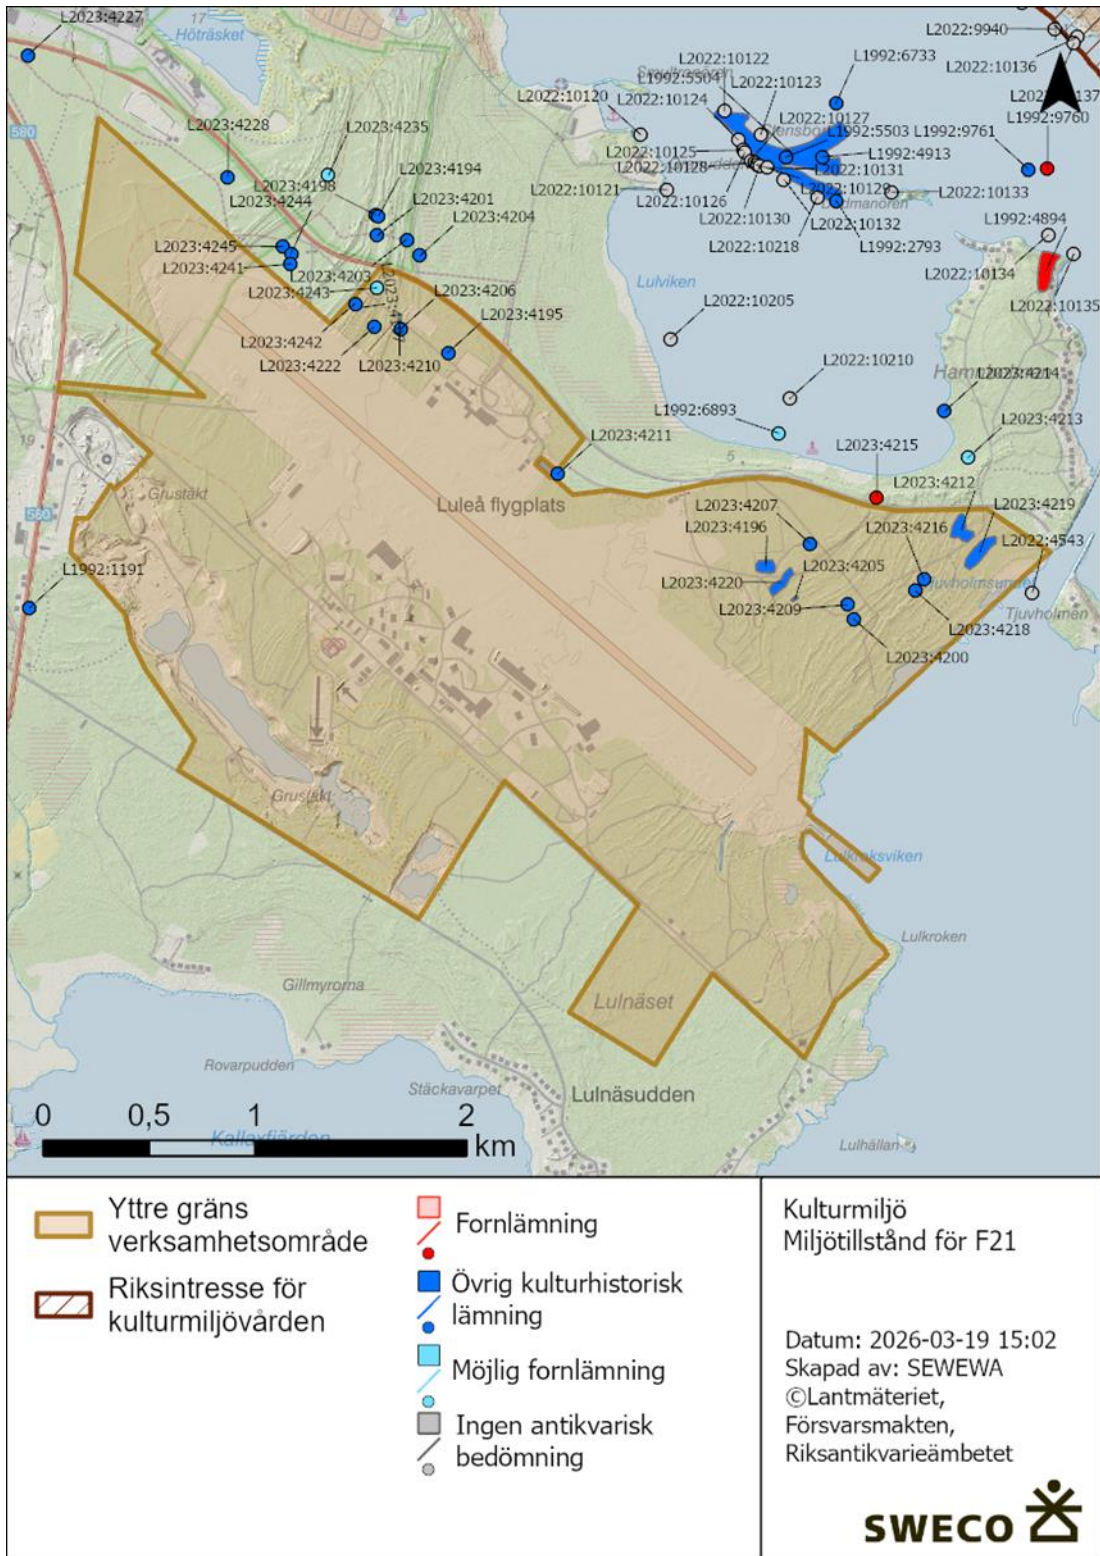 L2023:4227
17
Höträsket
L2022:9940
L2022:10122
L1992:5504
L2022:10123
L1992:6733
L2022:10136
L2022:10120
L2022:10124
L2022:10127
L1992:5503
L1992:9761
L1992:9760
580
L2023:4228
L2023:4235
L2022:10125
L1992:4913
L2022:10128
L2022:10131
L2023:4198
L2023:4194
L2022:10121
L2022:10126
L2022:10129
L2022:10133
L2023:4244
L2023:4201
L2023:4204
L2022:10130
L2022:10132
L1992:4894
L2023:4245
L2022:10218
L1992:2793
L2023:4241
L2023:4203
L2022:10134
L2023:4243
L2023:4206
Lulviken
L2022:10205
L2022:10135
L2023:4195
L2023:4242
L2023:4222
L2023:4210
L2022:10210
L2023:4214
L1992:6893
L2023:4213
19
L2023:4211
5
L2023:4215
L2023:4212
Grustäkt
Luleå flygplats
L2023:4207
L2023:4219
560
L2023:4196
L2023:4216
L2022:4543
L1992:1191
L2023:4205
L2023:4220
Tjuvholmsundet
L2023:4209
Tjuvholmen
L2023:4218
L2023:4200
Grustäkt
Lulkroksviken
Lulkroken
Gillmyrorna
Lulnäset
Rovarpudden
Stäckavarpet
Lulnäsudden
0 0,5 1 2
km
Kallaxfjärden
Lulhällan
Yttre gräns
verksamhetsområde
Riksintresse för
kulturmiljövården
Fornlämning
Övrig kulturhistorisk
lämning
Möjlig fornlämning
Ingen antikvarisk
bedömning
Kulturmiljö
Miljötillstånd för F21
Datum: 2026-03-19 15:02
Skapad av: SEWEWA
©Lantmäteriet,
Försvarsmakten,
Riksantikvarieämbetet
SWECO